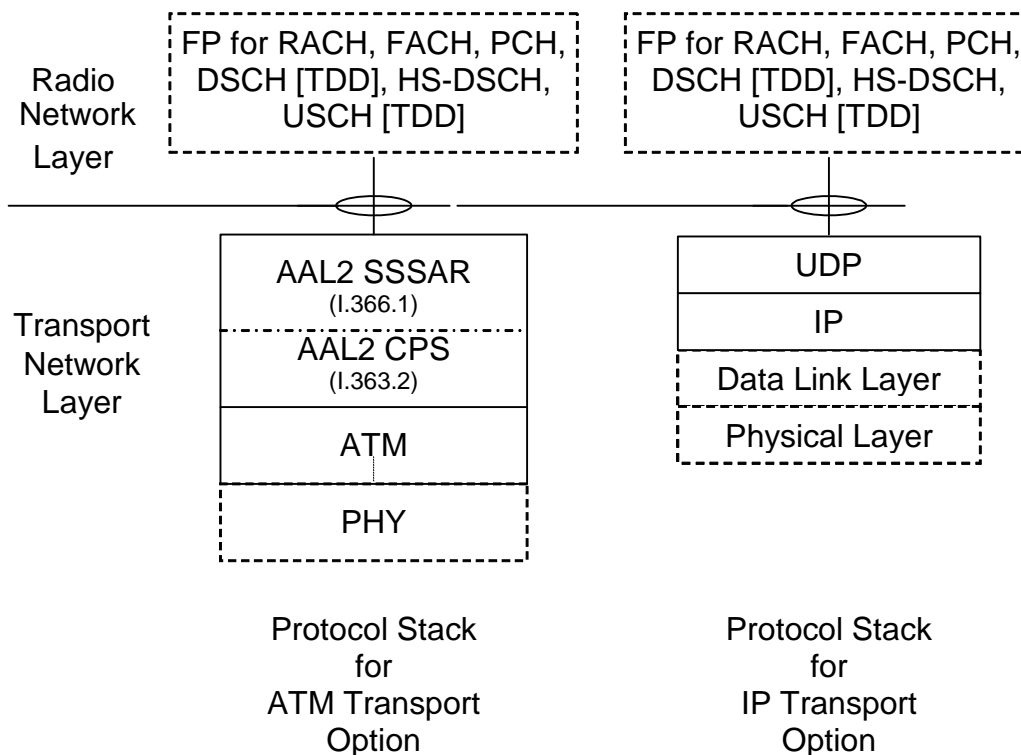 Radio
Network
Layer
FP for RACH, FACH, PCH,
DSCH [TDD], HS-DSCH,
USCH [TDD]
FP for RACH, FACH, PCH,
DSCH [TDD], HS-DSCH,
USCH [TDD]
Transport
Network
Layer
AAL2 SSSAR
(I.366.1)
AAL2 CPS
(I.363.2)
ATM
PHY
UDP
IP
Data Link Layer
Physical Layer
Protocol Stack
for
ATM Transport
Option
Protocol Stack
for
IP Transport
Option